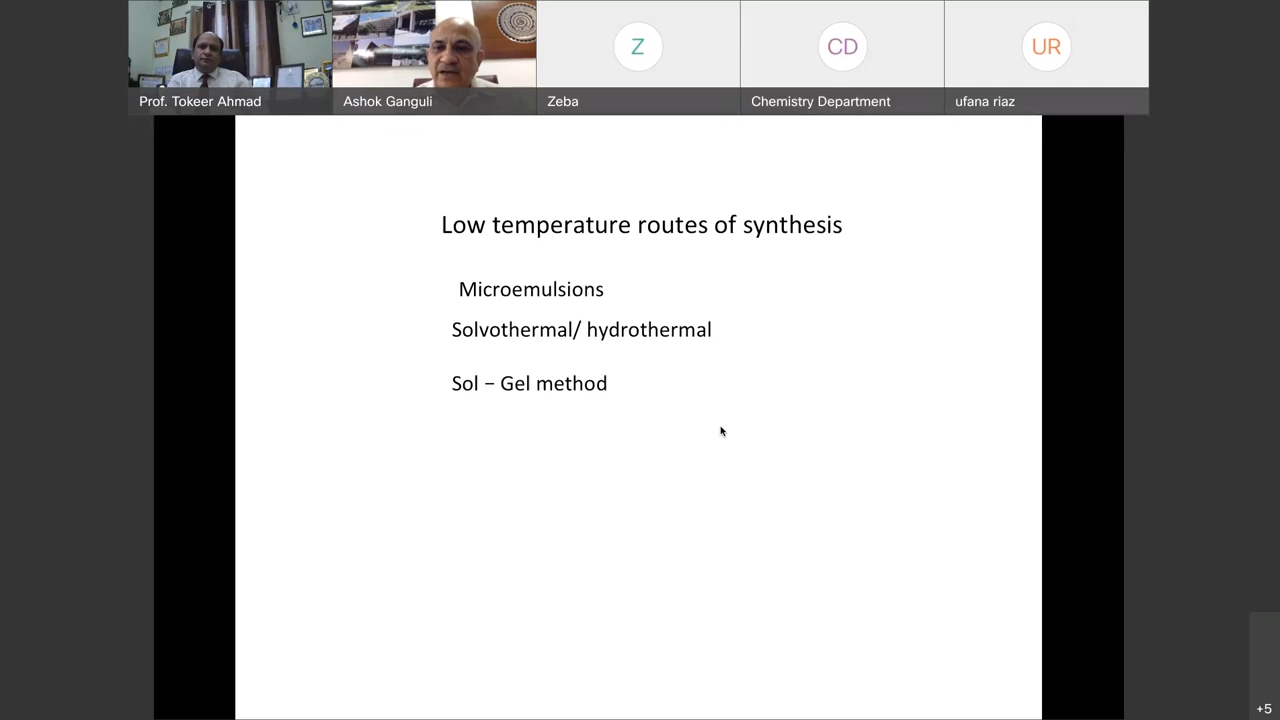 Prof. Tokeer Ahmad
Ashok Ganguli
Z
Zeba
CD
Chemistry Department
UR
ufana riaz
Low temperature routes of synthesis
Microemulsions
Solvothermal/ hydrothermal
Sol – Gel method
+5